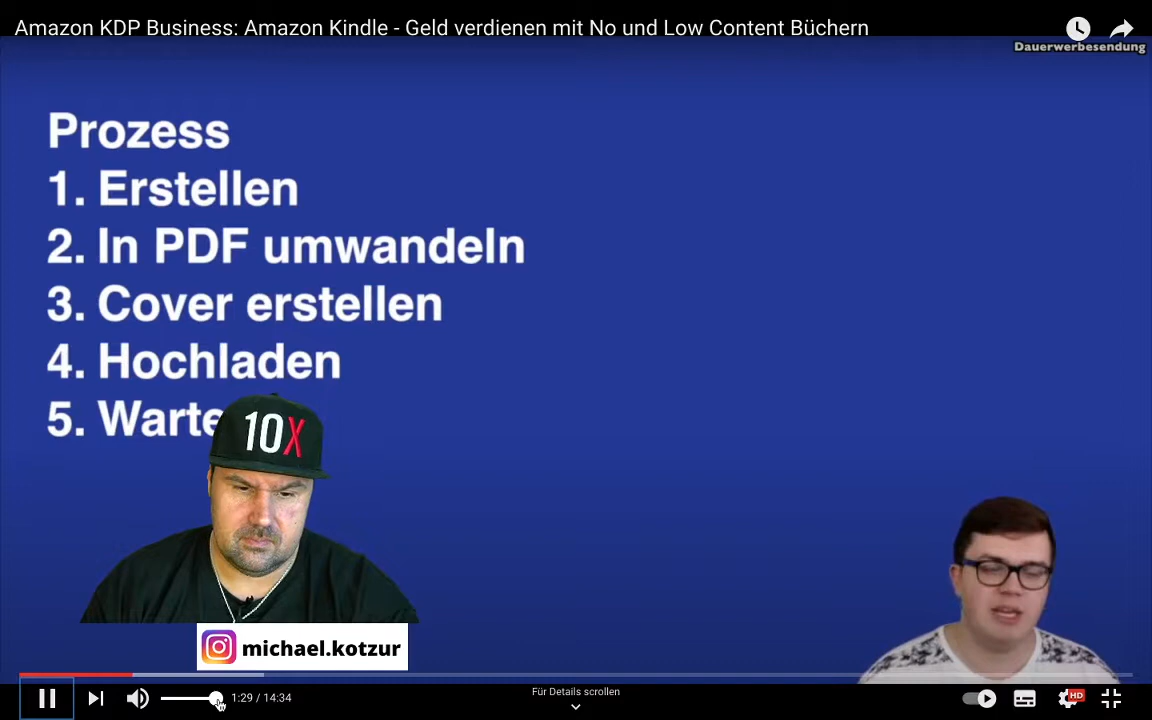 Amazon KDP Business: Amazon Kindle - Geld verdienen mit No und Low Content Büchern
Dauerwerbesendung
Prozess
1. Erstellen
2. In PDF umwandeln
3. Cover erstellen
4. Hochladen
5. Warte
10X
michael.kotzur
1:29 / 14:34
Für Details scrollen
HD